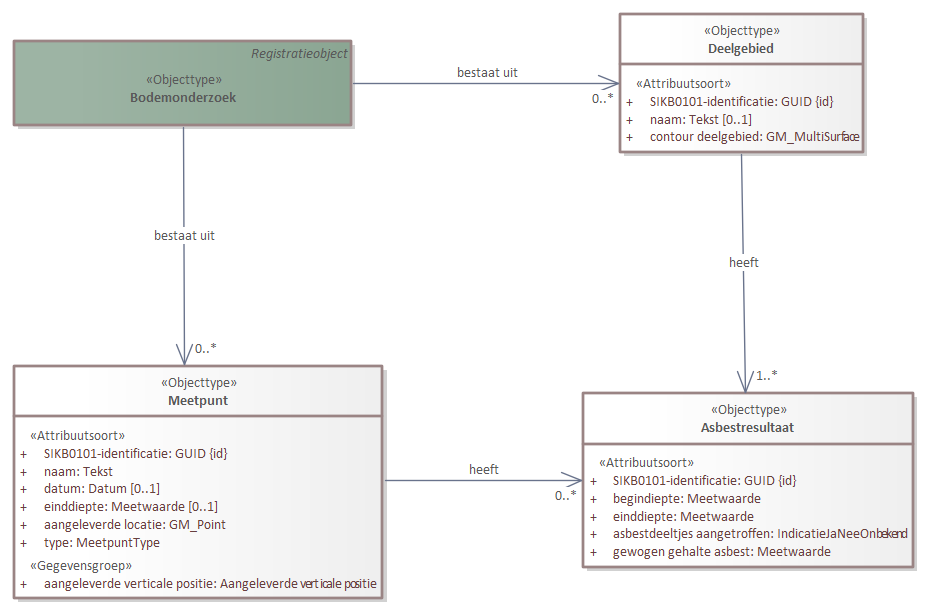 Registratieobject
«Objecttype»
Bodemonderzoek
bestaat uit
0..*
«Objecttype»
Deelgebied
«Attribuutsoort»
+ SIKB0101-identificatie: GUID {id}
+ naam: Tekst [0..1]
+ contour deelgebied: GM_MultiSurface
bestaat uit
0..*
heeft
1..*
«Objecttype»
Meetpunt
«Attribuutsoort»
+ SIKB0101-identificatie: GUID {id}
+ naam: Tekst
+ datum: Datum [0..1]
+ einddiepte: Meetwaarde [0..1]
+ aangeleverde locatie: GM_Point
+ type: MeetpuntType
«Gegevensgroep»
+ aangeleverde verticale positie: Aangeleverde verticale positie
heeft
0..*
«Objecttype»
Asbestresultaat
«Attribuutsoort»
+ SIKB0101-identificatie: GUID {id}
+ begindiepte: Meetwaarde
+ einddiepte: Meetwaarde
+ asbestdeeltjes aangetroffen: IndicatieJaNeeOnbekend
+ gewogen gehalte asbest: Meetwaarde